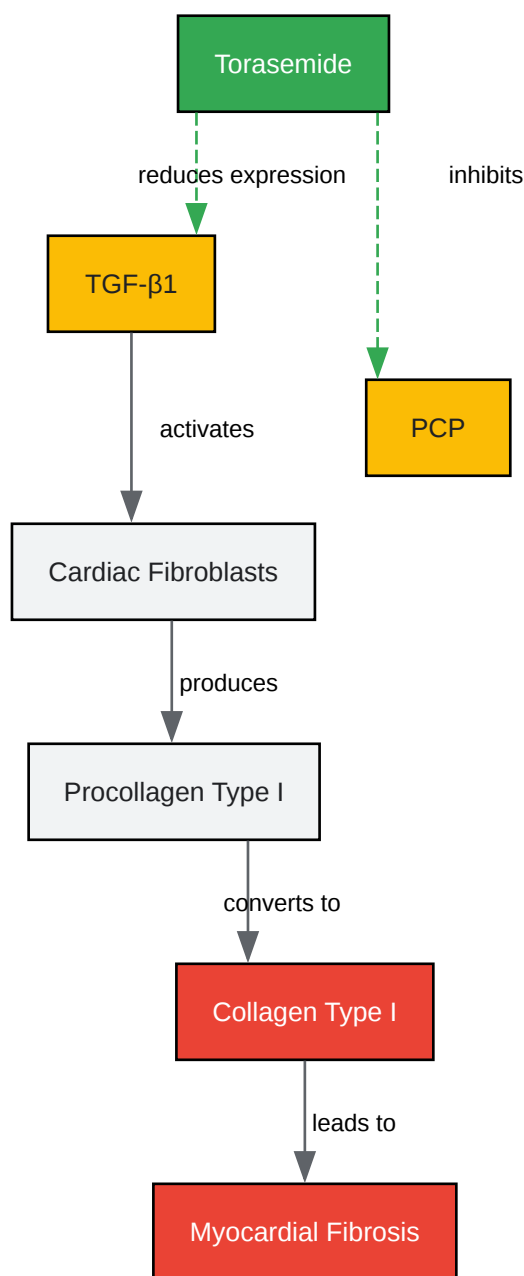 Torasemide
reduces expression
inhibits
TGF-β1
PCP
activates
Cardiac Fibroblasts
produces
Procollagen Type I
converts to
Collagen Type I
leads to
Myocardial Fibrosis